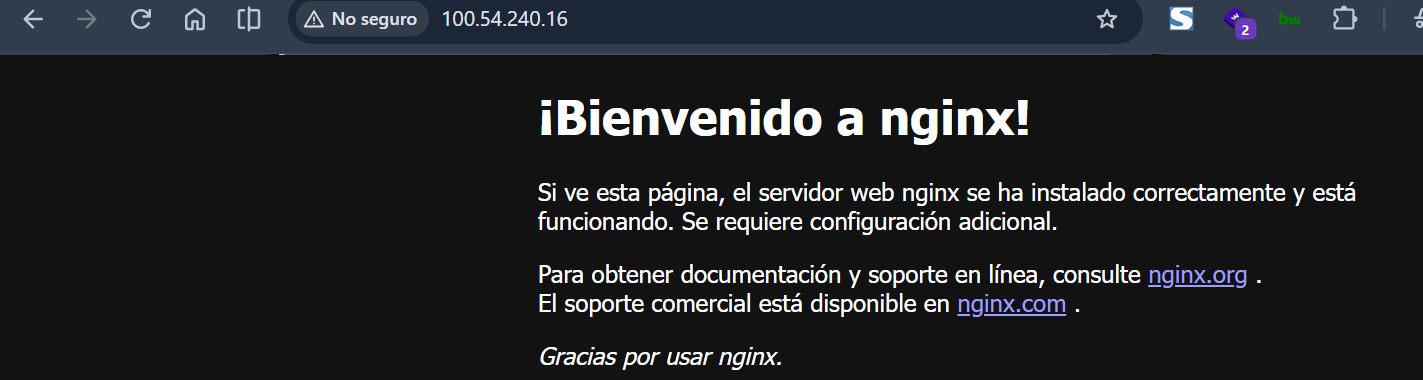 No seguro 100.54.240.16
2
bw
¡Bienvenido a nginx!
Si ve esta página, el servidor web nginx se ha instalado correctamente y está
funcionando. Se requiere configuración adicional.
Para obtener documentación y soporte en línea, consulte nginx.org .
El soporte comercial está disponible en nginx.com .
Gracias por usar nginx.